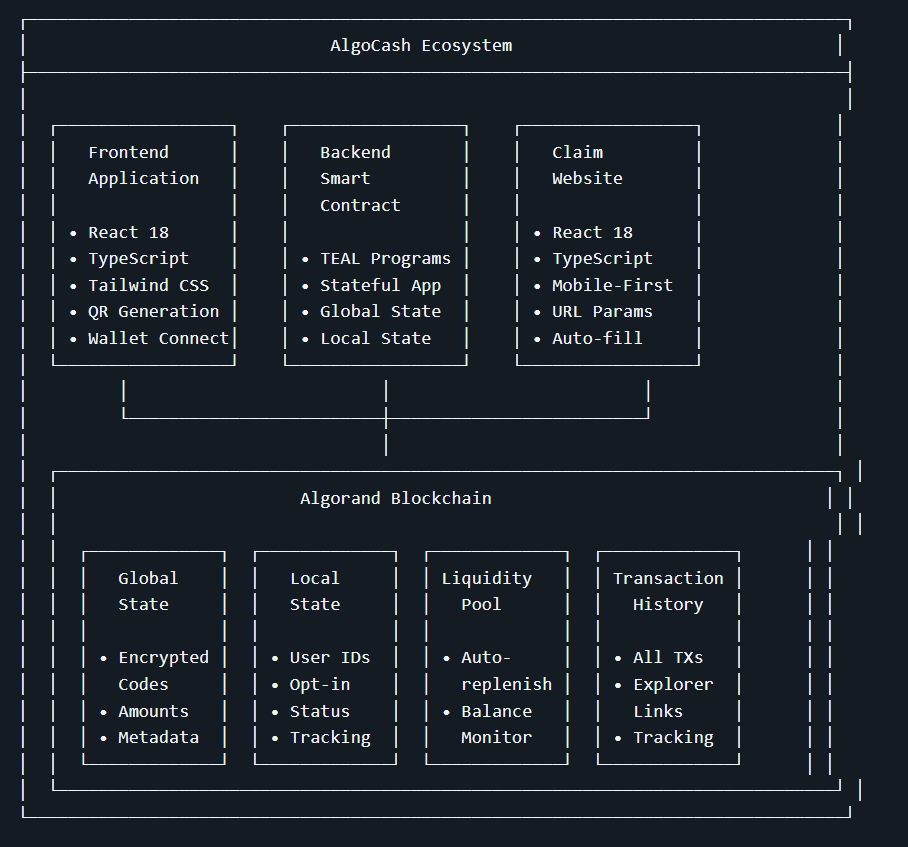 AlgoCash Ecosystem
Frontend Backend Claim
Application Smart Website
Contract
• React 18 • React 18
• TypeScript • TEAL Programs • TypeScript
• Tailwind CSS • Stateful App • Mobile-First
• QR Generation • Global State • URL Params
• Wallet Connect • Local State • Auto-fill
Algorand Blockchain
Global Local Liquidity Transaction
State State Pool History
• Encrypted • User IDs • Auto- • All TXs
Codes • Opt-in replenish • Explorer
• Amounts • Status • Balance Links
• Metadata • Tracking Monitor • Tracking